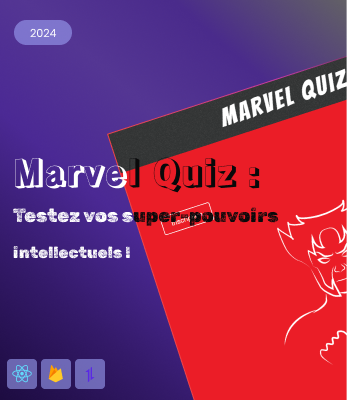 2024
MARVEL QUIZ
Marvel Quiz :
Testez vos super-pouvoirs
intellectuels !